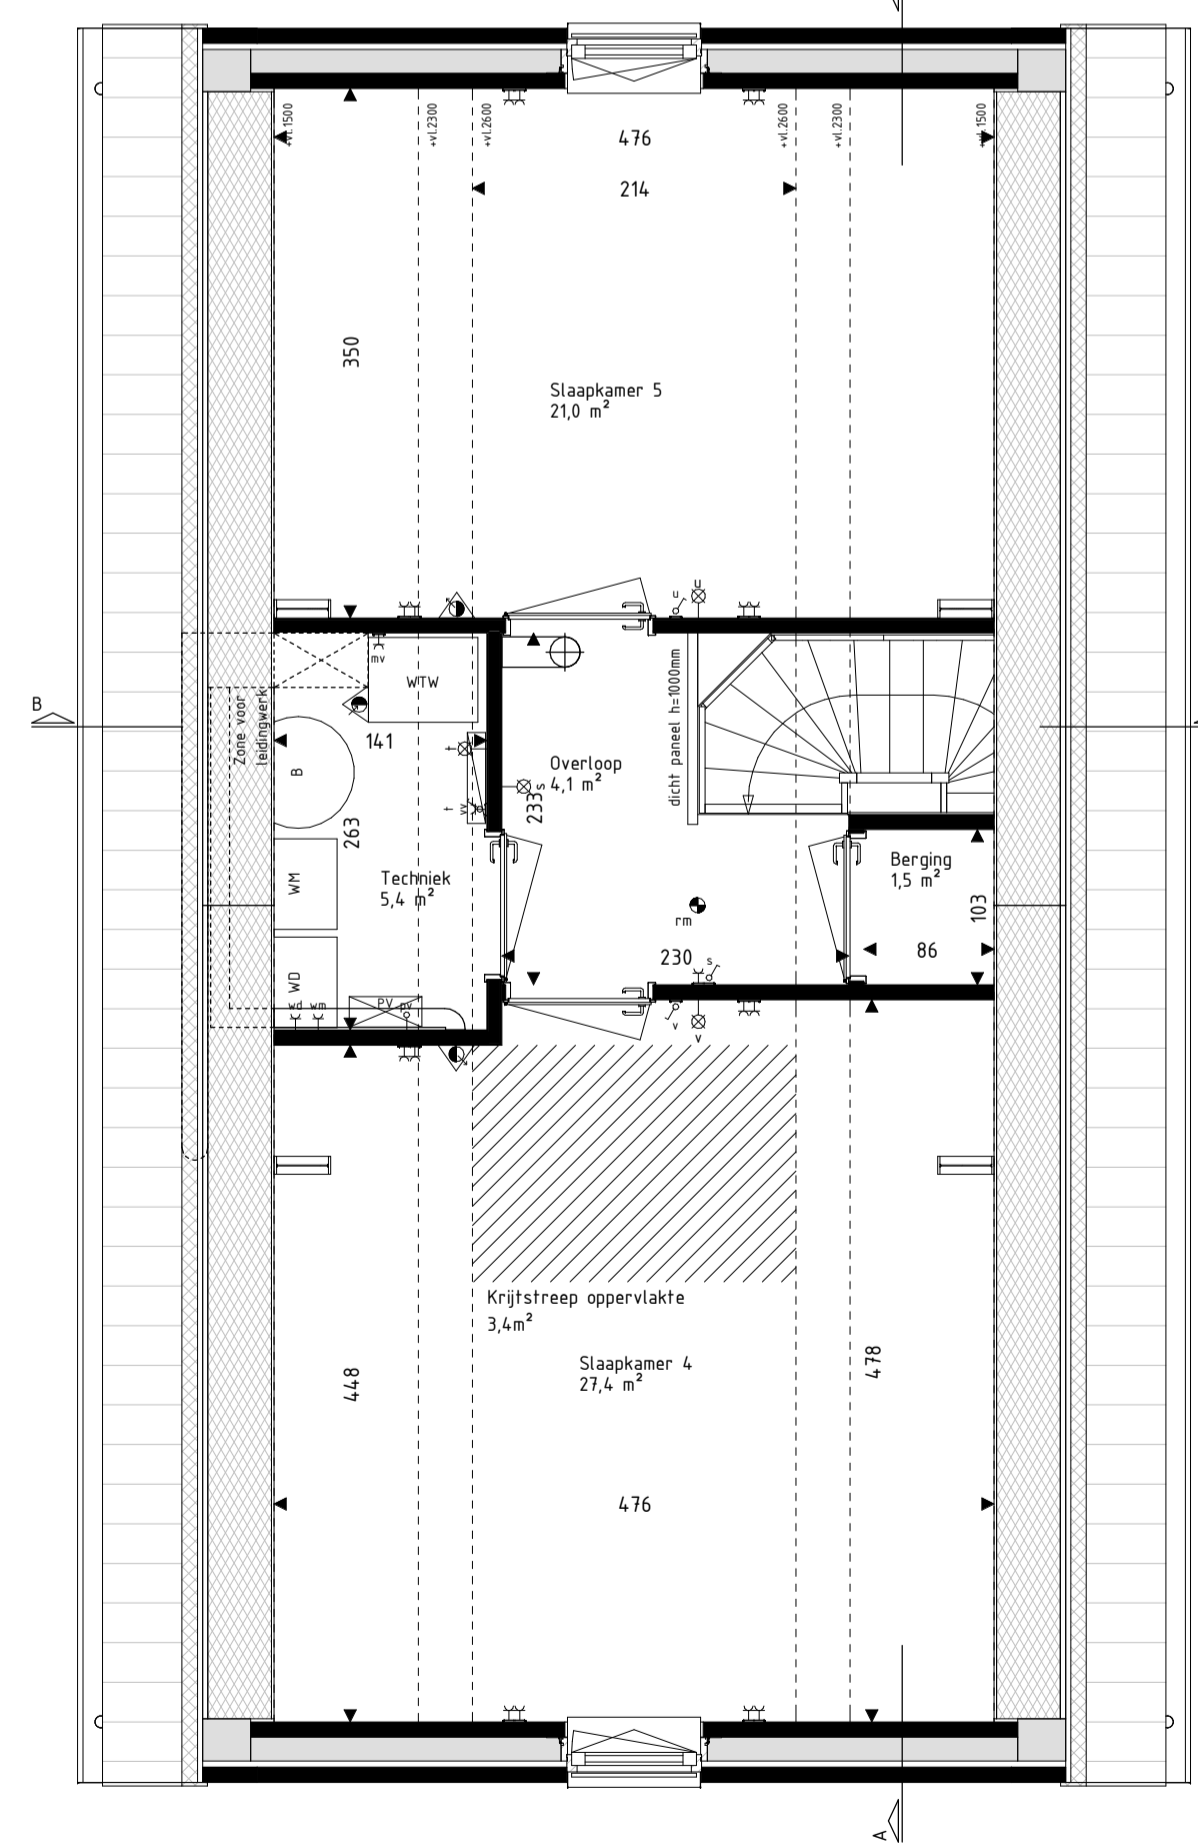 +vl.1500
+vl.2300
+vl.2600
476
+vl.2600
+vl.2300
+vl.1500
214
350
Slaapkamer 5
21,0 m²
u
u
mv
WTW
B
Zone voor
leidingwerk
141
t
B
t
vv
s
233
263
Overloop
4,1 m²
dicht paneel h=1000mm
Berging
1,5 m²
103
86
WM
Techniek
5,4 m²
rm
230
s
WD
wd
wm
PV
pv
v
v
Krijtstreep oppervlakte
3,4m²
Slaapkamer 4
27,4 m²
448
478
476
A